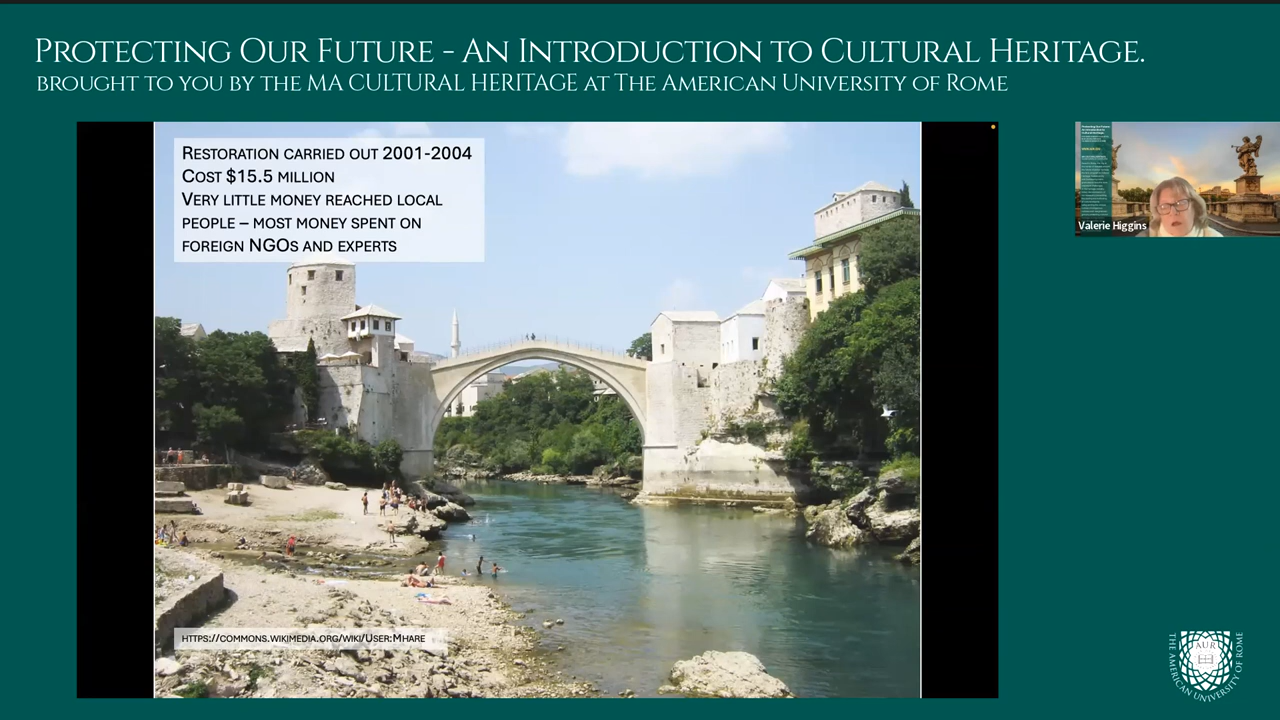 Protecting Our Future - An Introduction to Cultural Heritage.
brought to you by the MA Cultural Heritage at The American University of Rome
Restoration carried out 2001-2004
Cost $15.5 million
Very little money reached local
people – most money spent on
foreign NGOs and experts
https://commons.wikimedia.org/wiki/User:Mhare
Valerie Higgins
AUR
THE AMERICAN UNIVERSITY OF ROME